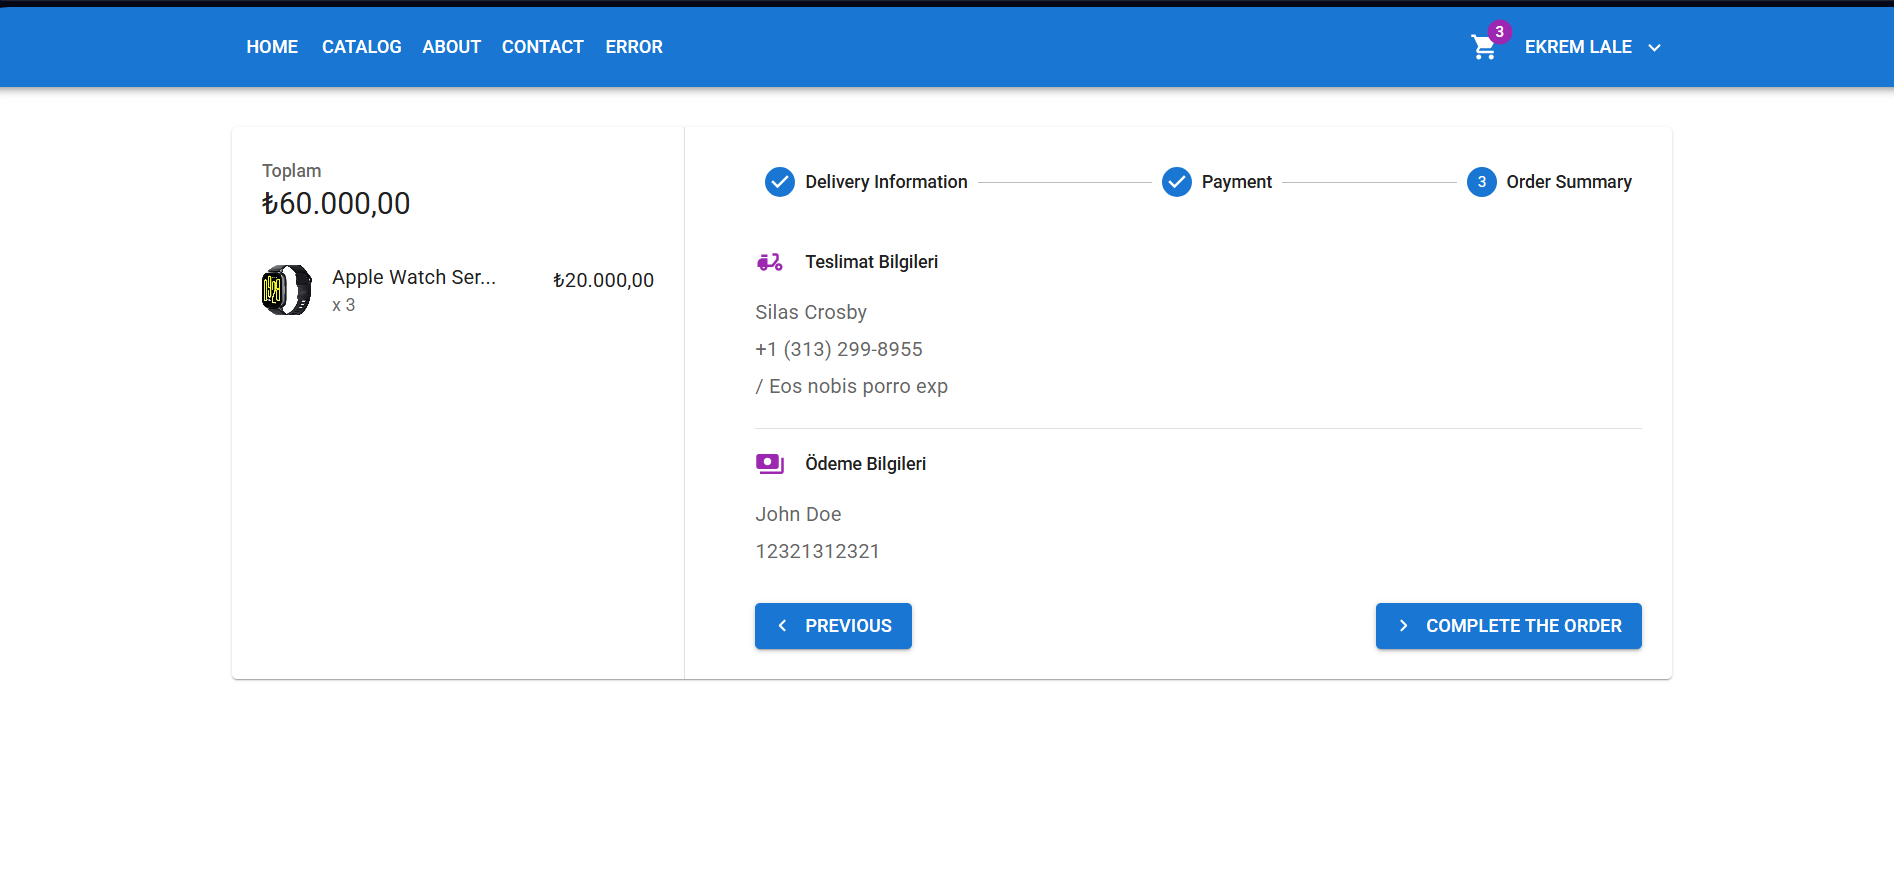 HOME CATALOG ABOUT CONTACT ERROR 3 EKREM LALE
Toplam
₺60.000,00
Apple Watch Ser... ₺20.000,00
x 3
Delivery Information Payment 3 Order Summary
Teslimat Bilgileri
Silas Crosby
+1 (313) 299-8955
/ Eos nobis porro exp
Ödeme Bilgileri
John Doe
12321312321
PREVIOUS COMPLETE THE ORDER